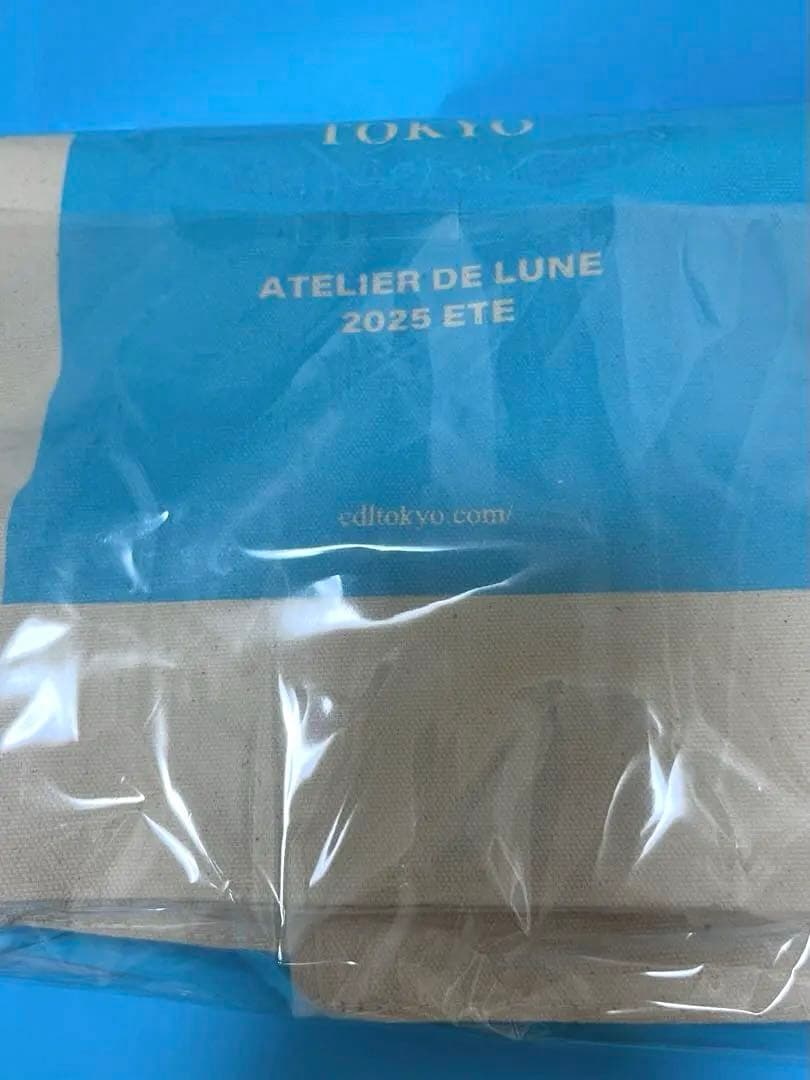 TOKYO
ATELIER DE LUNE
2025 ETE
cdltokyo.com/